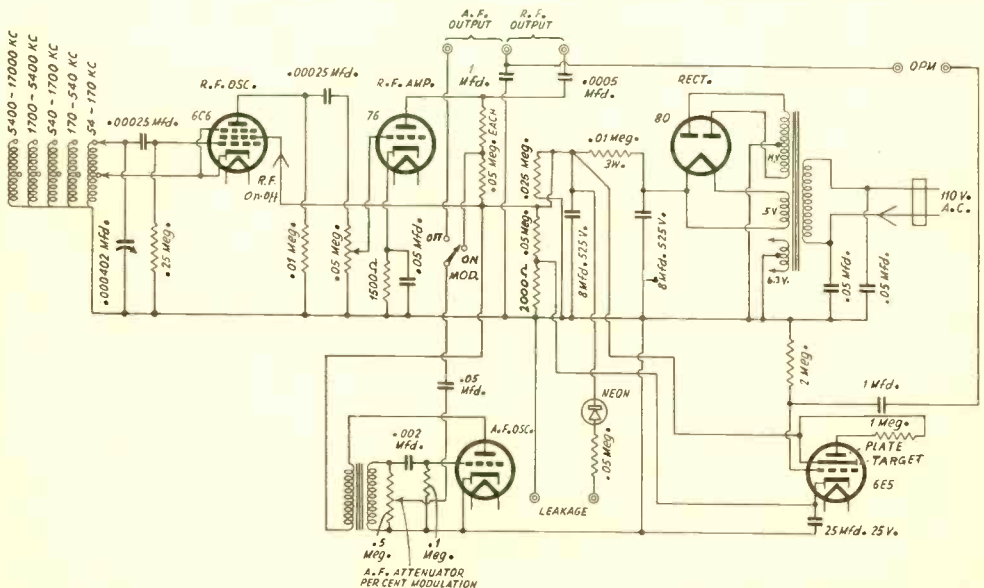 A.F.
OUTPUT
R.F.
OUTPUT
5400-17000 KC
1700-5400 KC
540-1700 KC
170-540 KC
54-170 KC
.00025 Mfd.
R.F. OSC.
6C6
.00025 Mfd.
R.F. AMP.
76
1
Mfd.
.0005
Mfd.
OPM
RECT.
80
H.V.
5V
6.3V.
110 V.
A.C.
.05 Mfd.
.05 Mfd.
R.F.
On-Off
.000402 Mfd.
.25 Meg.
.01 Meg.
.05 Meg.
1500Ω
.05 Mfd.
OFF
ON
MOD.
.05 Meg. EACH
.025 Meg.
.05 Meg.
2000Ω
.01 Meg.
3W.
8 Mfd. 525 V.
8 Mfd. 525 V.
.05
Mfd.
A.F. OSC.
.002
Mfd.
.5
Meg.
.1
Meg.
A.F. ATTENUATOR
PER CENT MODULATION
NEON
.05 Meg.
LEAKAGE
2 Meg.
1 Mfd.
1 Meg.
PLATE
TARGET
6E5
25 Mfd. 25 V.